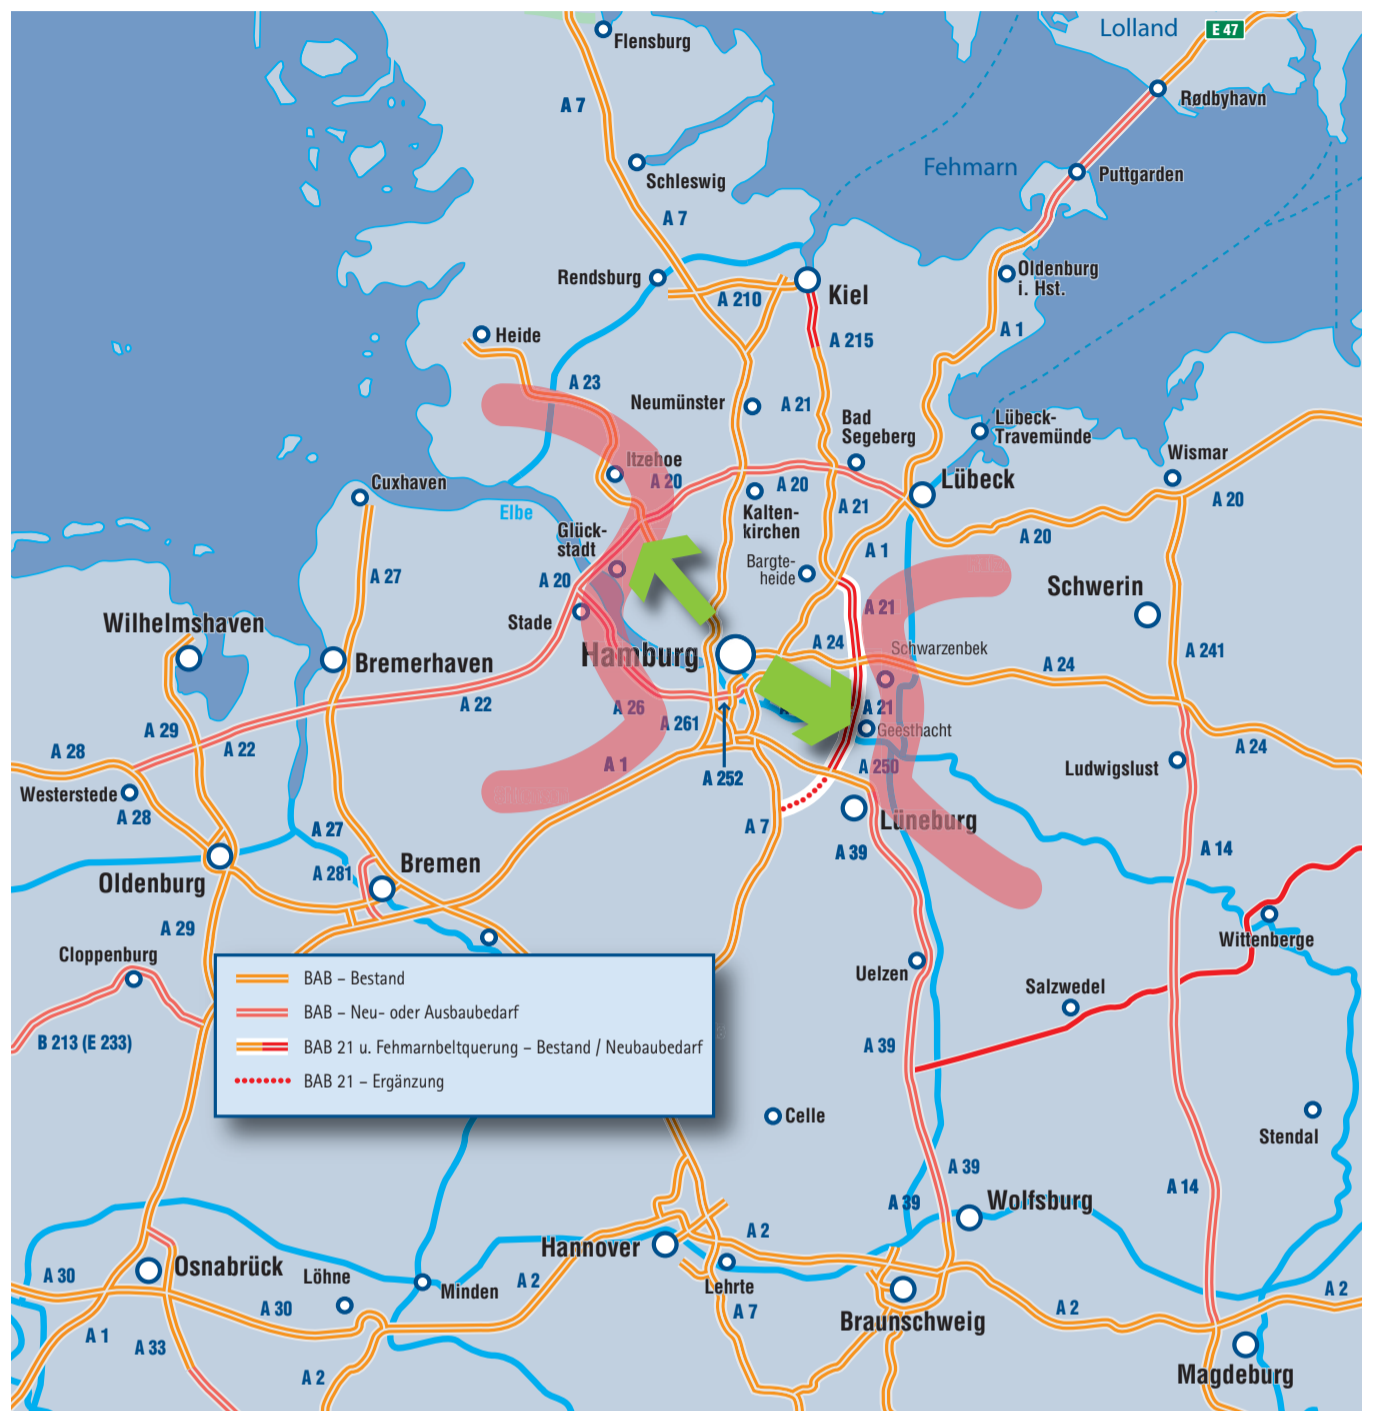 Lolland
E 47
Flensburg
Rødbyhavn
A 7
Fehmarn
Puttgarden
Schleswig
A 7
Rendsburg
Oldenburg
i. Hst.
A 210
Kiel
Heide
A 215
A 1
A 23
Neumünster
A 21
Bad
Segeberg
Lübeck-
Travemünde
Wismar
Itzehoe
A 20
Cuxhaven
A 20
Lübeck
A 20
Elbe
Glück-
stadt
Kalten-
kirchen
A 21
A 1
A 20
Bargte-
heide
A 27
A 20
Schwerin
Wilhelmshaven
Stade
A 21
Hamburg
A 24
Schwarzenbek
A 241
Bremerhaven
A 24
A 22
A 26
A 261
A 21
Geesthacht
A 29
A 28
A 22
A 24
A 1
A 252
A 250
Ludwigslust
Westerstede
A 28
A 27
A 7
Lüneburg
A 39
A 14
Bremen
A 281
Oldenburg
A 29
Cloppenburg
Wittenberge
Uelzen
Salzwedel
B 213 (E 233)
A 39
BAB – Bestand
BAB – Neu- oder Ausbaubedarf
BAB 21 u. Fehmarnbeltquerung – Bestand / Neubaubedarf
BAB 21 – Ergänzung
Celle
Stendal
A 39
A 14
A 39
Wolfsburg
A 2
Hannover
Osnabrück
A 30
Löhne
Minden
A 2
Lehrte
A 2
A 30
A 7
A 2
Braunschweig
A 1
A 33
A 2
Magdeburg